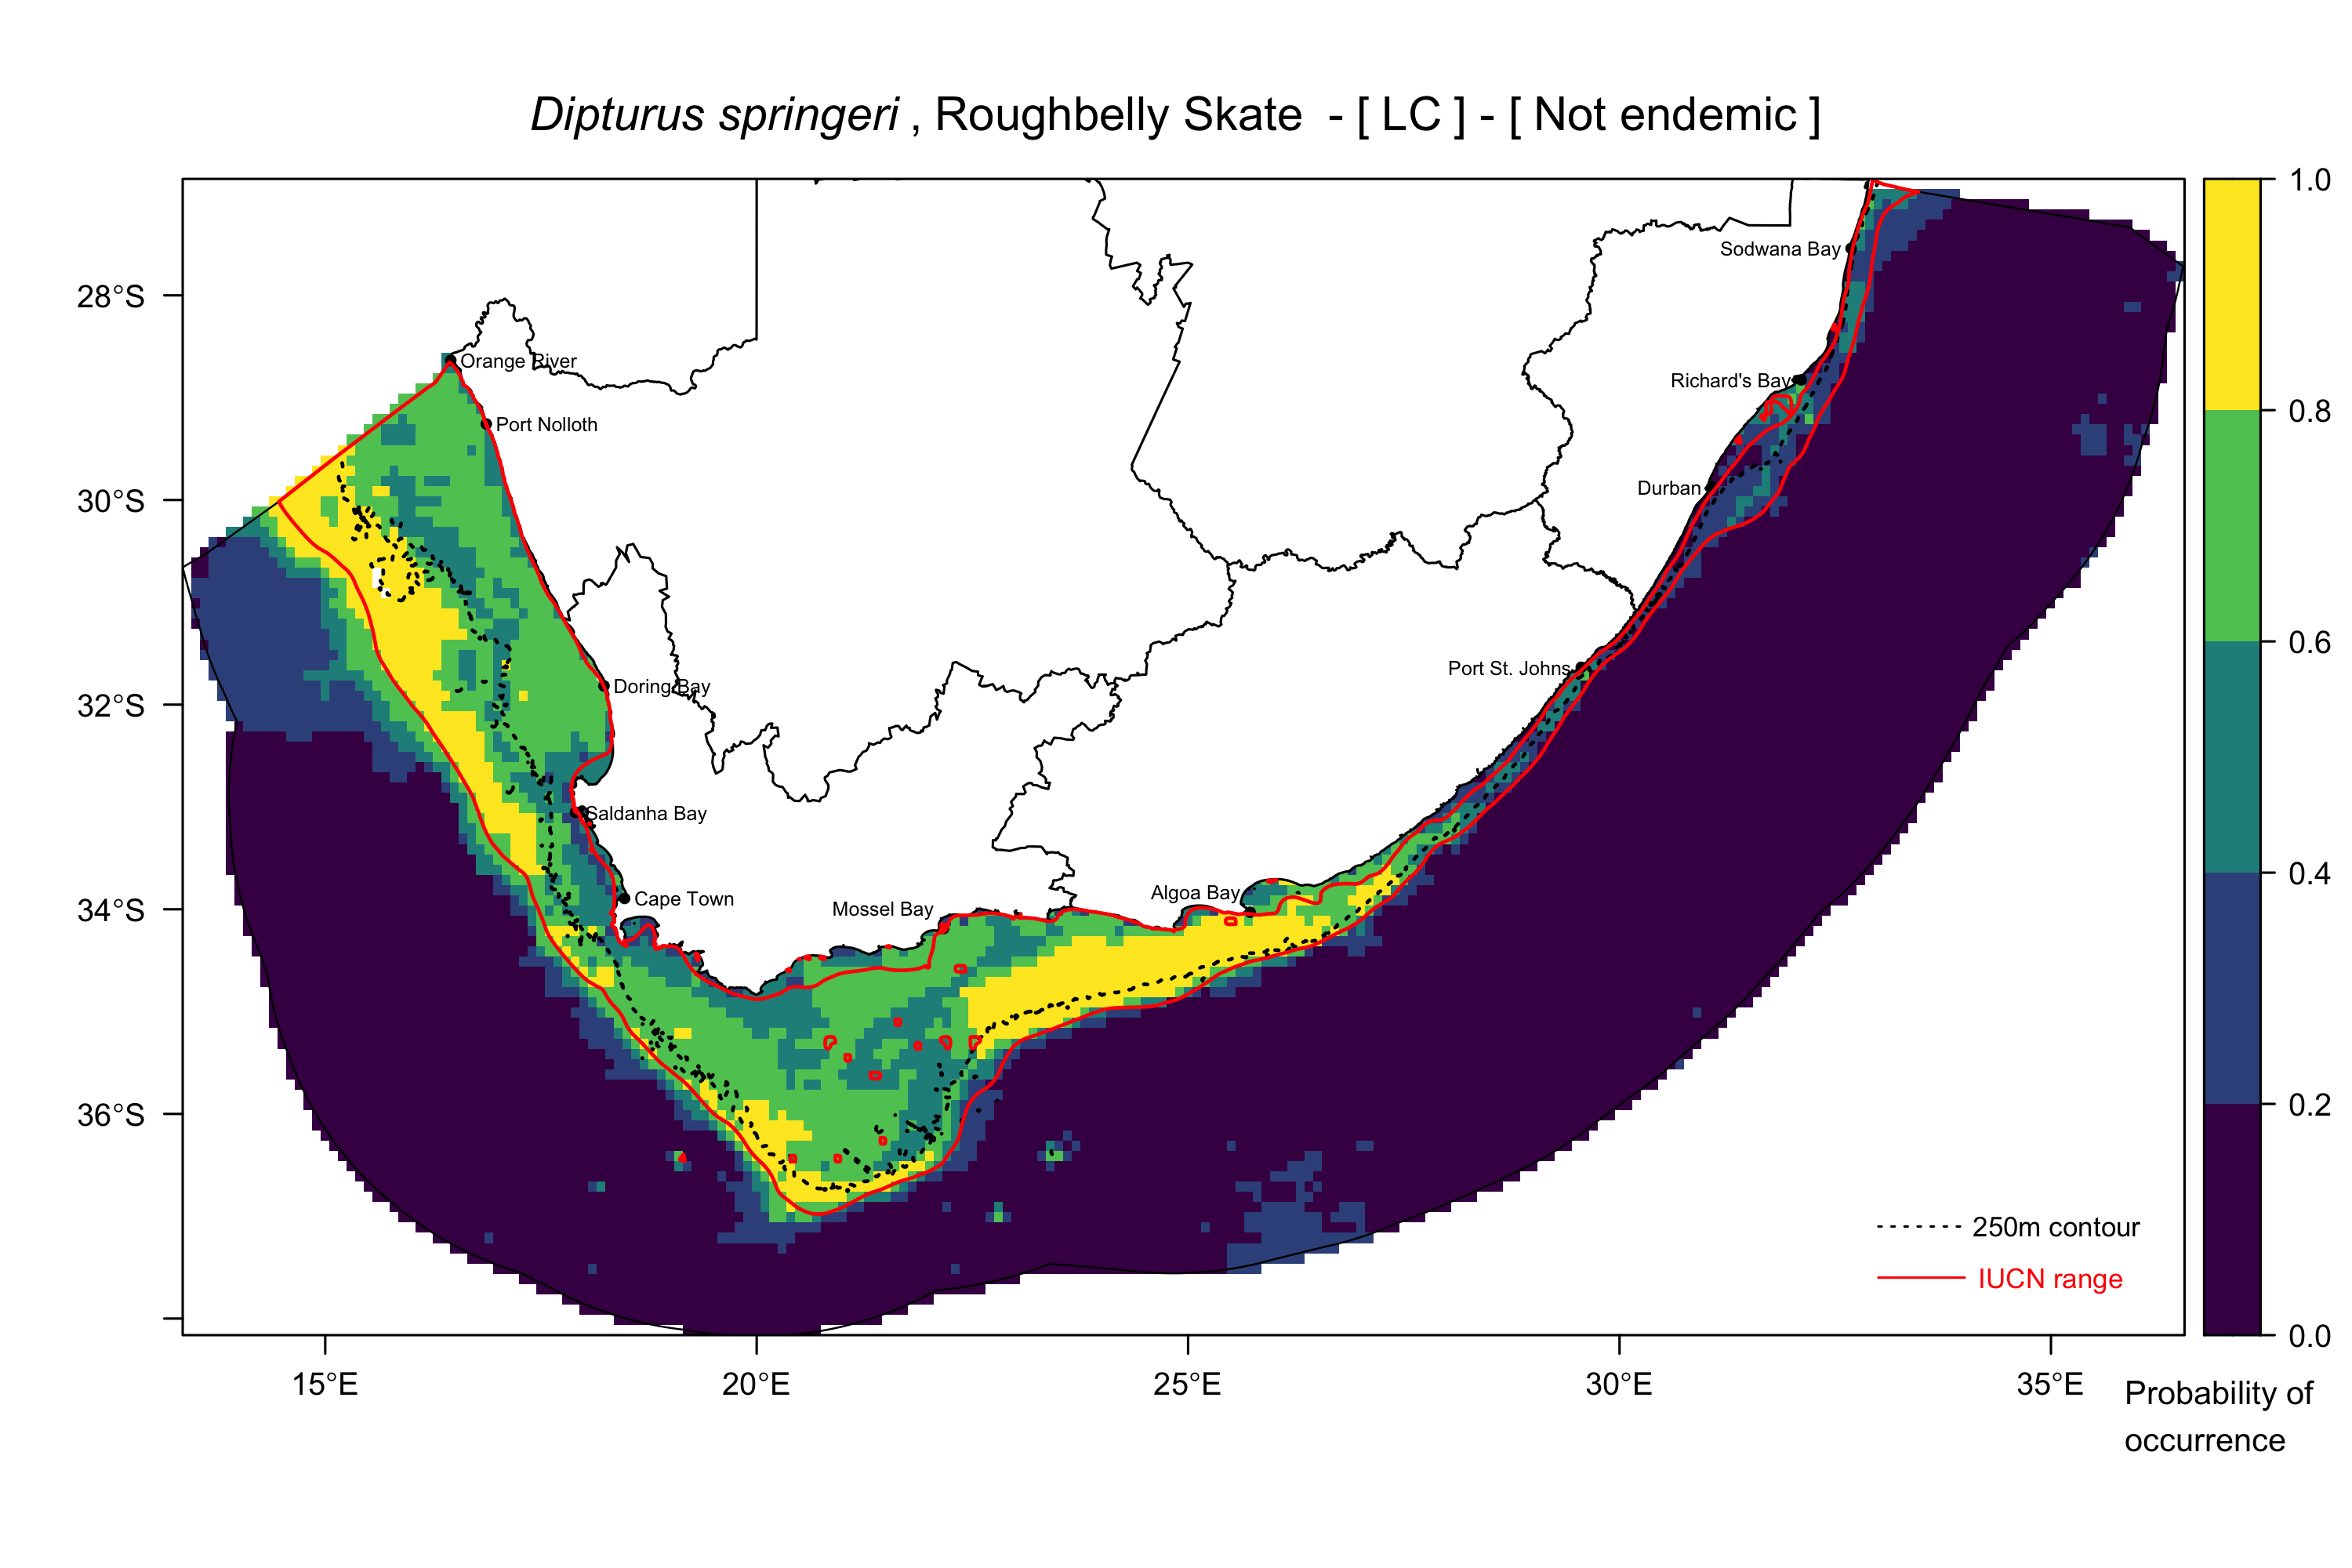 Dipturus springeri , Roughbelly Skate - [ LC ] - [ Not endemic ]
1.0
0.8
0.6
0.4
0.2
0.0
28°S
30°S
32°S
34°S
36°S
Sodwana Bay
Orange River
Richard's Bay
Port Nolloth
Durban
Port St. Johns
Doring Bay
Saldanha Bay
Cape Town
Algoa Bay
Mossel Bay
250m contour
IUCN range
15°E
20°E
25°E
30°E
35°E
Probability of
occurrence